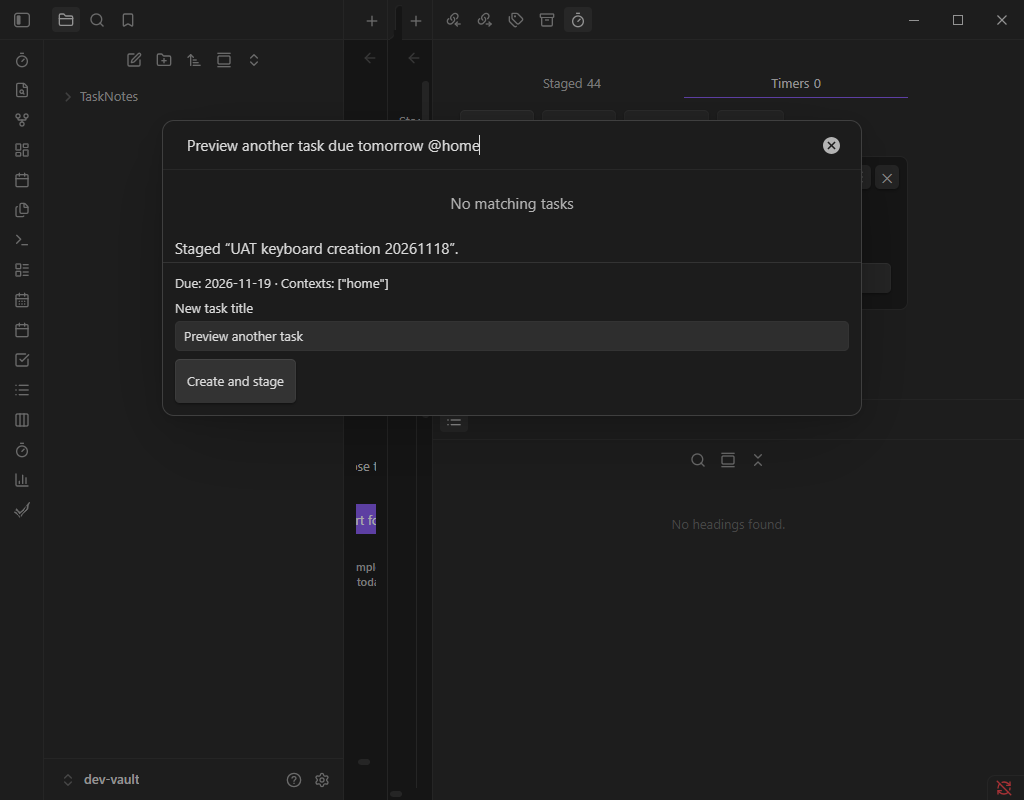 Staged 44
Timers 0
TaskNotes
Preview another task due tomorrow @home
No matching tasks
Staged “UAT keyboard creation 20261118”.
Due: 2026-11-19 · Contexts: ["home"]
New task title
Preview another task
Create and stage
No headings found.
dev-vault